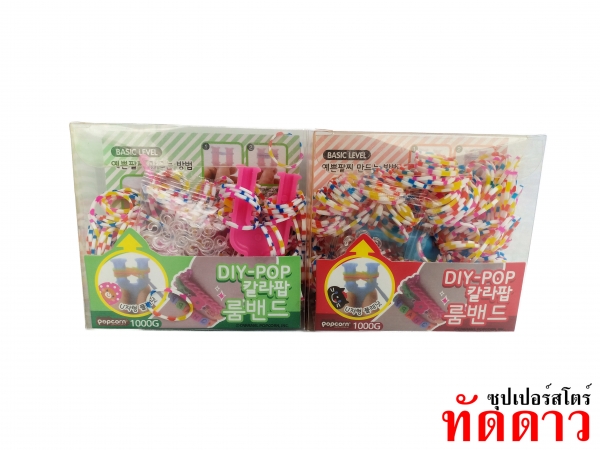 BASIC LEVEL
예쁜팔찌 만드는 방법
DIY-POP
칼라팝
룸밴드
popcorn 1000G
BASIC LEVEL
예쁜팔찌 만드는 방법
DIY-POP
칼라팝
룸밴드
popcorn 1000G
ซุปเปอร์สโตร์
ทัดดาว